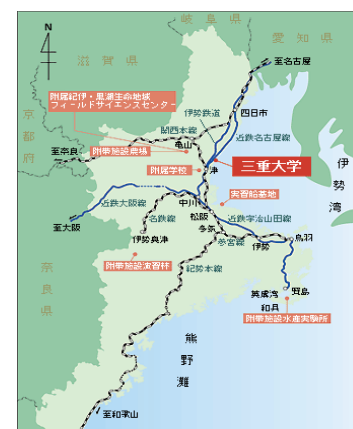 N
岐阜県
愛知県
滋賀県
至名古屋
附属紀伊・黒潮生命地域
フィールドサイエンスセンター
伊勢鉄道
四日市
京都府
関西本線
近鉄名古屋線
亀山
至奈良
附帯施設農場
三重大学
附属学校
津
伊勢湾
実習船基地
中川
近鉄大阪線
名松線
松阪
近鉄宇治山田線
至大阪
多気
鳥羽
伊勢奥津
参宮線
伊勢
附帯施設演習林
紀勢本線
奈良県
英虞湾
賢島
和具
附帯施設水産実験所
熊野灘
至和歌山